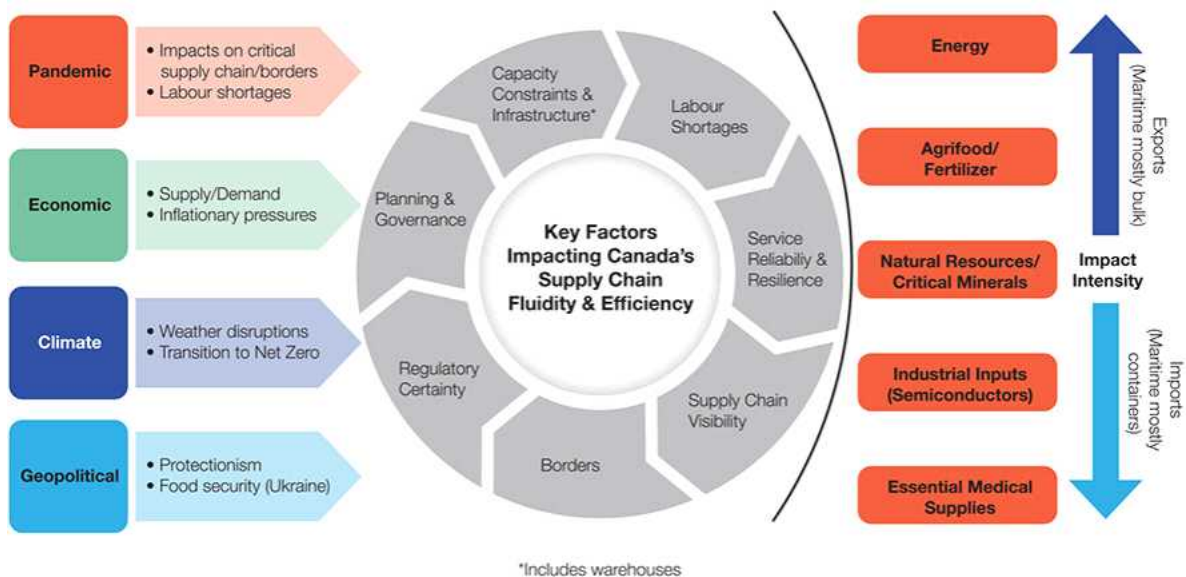 Pandemic
• Impacts on critical
supply chain/borders
• Labour shortages
Economic
• Supply/Demand
• Inflationary pressures
Climate
• Weather disruptions
• Transition to Net Zero
Geopolitical
• Protectionism
• Food security (Ukraine)
Capacity
Constraints &
Infrastructure*
Labour
Shortages
Service
Reliabiliy &
Resilience
Supply Chain
Visibility
Borders
Regulatory
Certainty
Planning &
Governance
Key Factors
Impacting Canada's
Supply Chain
Fluidity & Efficiency
Energy
Agrifood/
Fertilizer
Natural Resources/
Critical Minerals
Industrial Inputs
(Semiconductors)
Essential Medical
Supplies
Exports
(Maritime mostly bulk)
Impact
Intensity
Imports
(Maritime mostly
containers)
*Includes warehouses